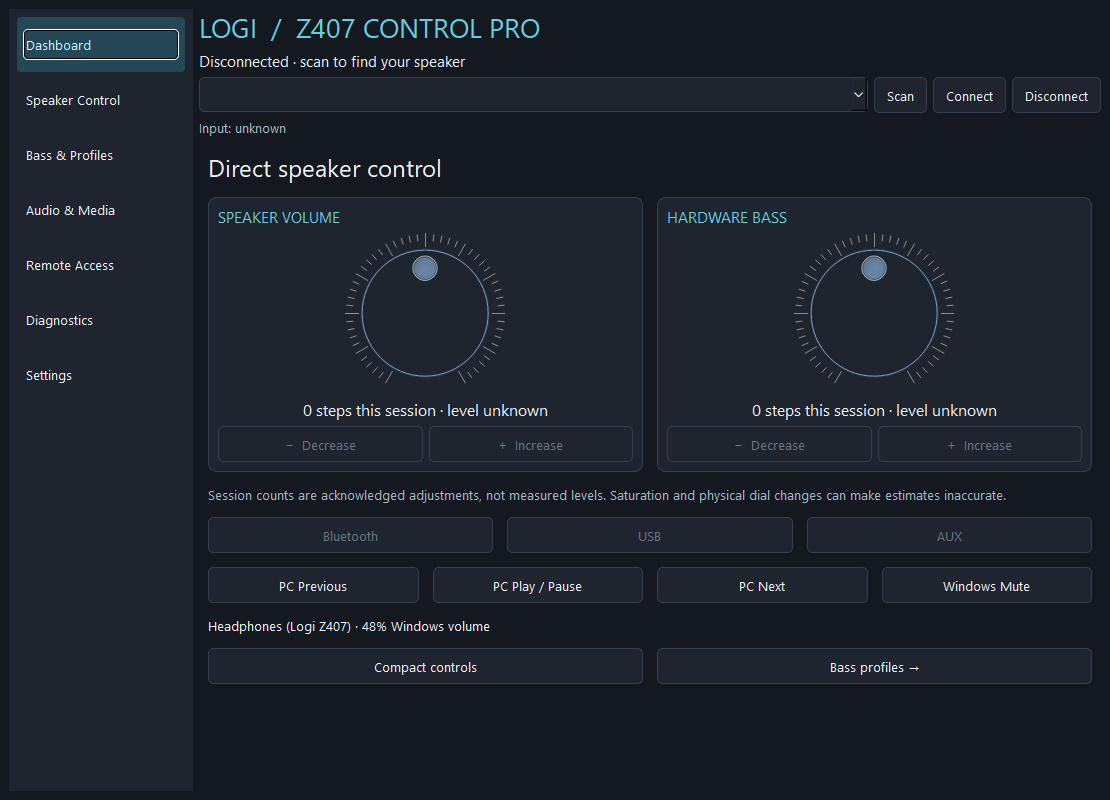 LOGI / Z407 CONTROL PRO
Disconnected · scan to find your speaker
Scan
Connect
Disconnect
Input: unknown
Dashboard
Speaker Control
Bass & Profiles
Audio & Media
Remote Access
Diagnostics
Settings
Direct speaker control
SPEAKER VOLUME
0 steps this session · level unknown
− Decrease
+ Increase
HARDWARE BASS
0 steps this session · level unknown
− Decrease
+ Increase
Session counts are acknowledged adjustments, not measured levels. Saturation and physical dial changes can make estimates inaccurate.
Bluetooth
USB
AUX
PC Previous
PC Play / Pause
PC Next
Windows Mute
Headphones (Logi Z407) · 48% Windows volume
Compact controls
Bass profiles →